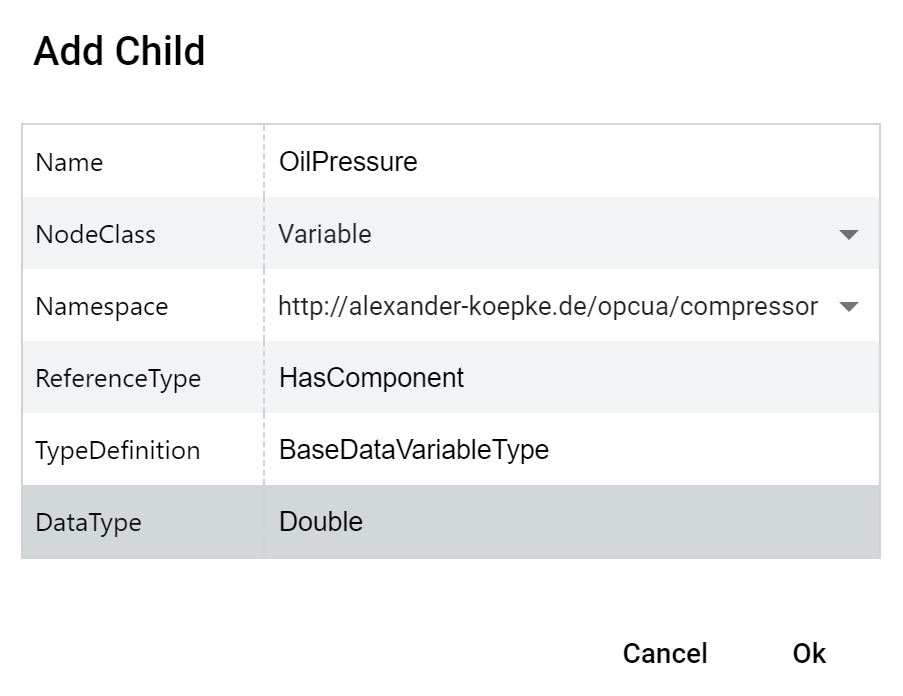 Add Child
Name OilPressure
NodeClass Variable
Namespace http://alexander-koepke.de/opcua/compressor
ReferenceType HasComponent
TypeDefinition BaseDataVariableType
DataType Double
Cancel Ok